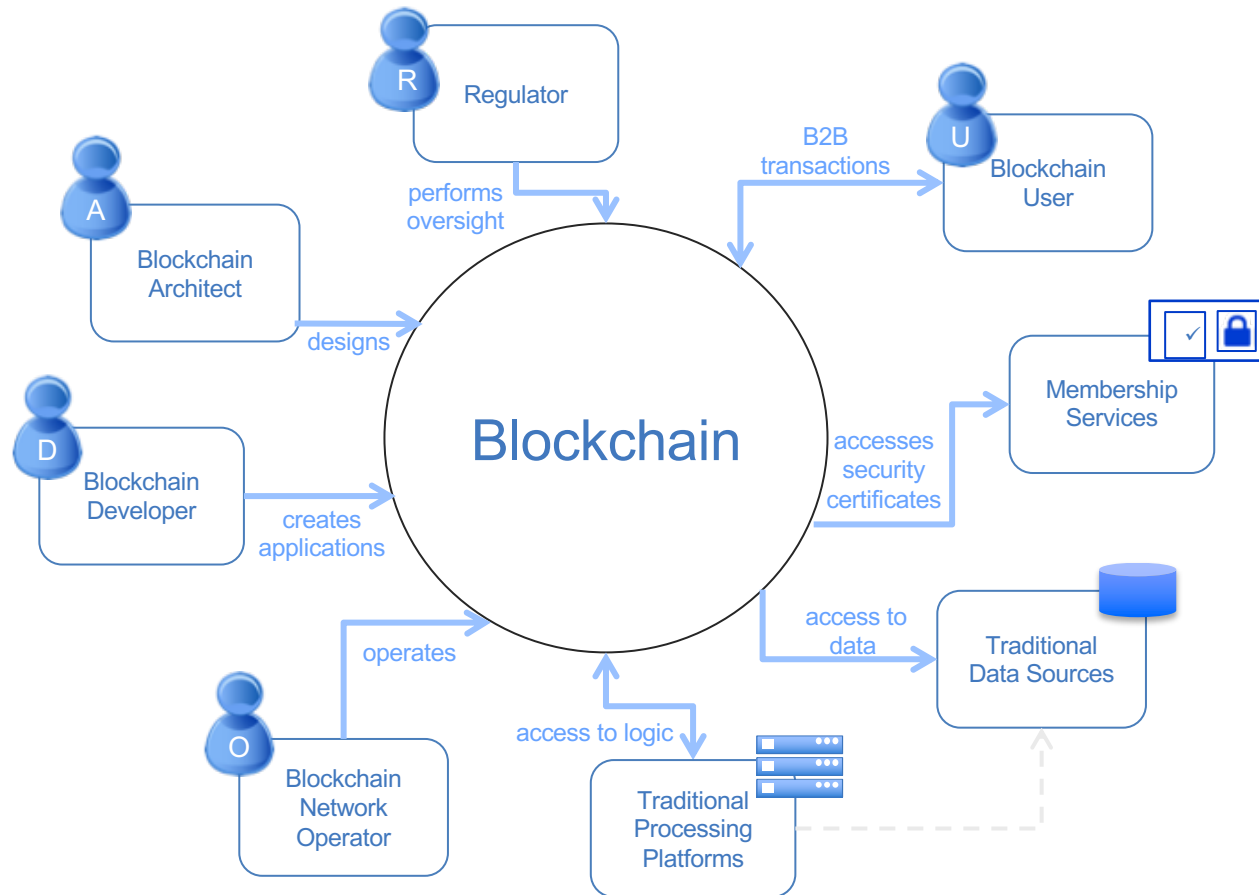 R
Regulator
U
B2B
transactions
Blockchain
User
A
performs
oversight
Blockchain
Architect
designs
Membership
Services
D
Blockchain
accesses
security
certificates
Blockchain
Developer
creates
applications
access to
data
Traditional
Data Sources
operates
O
access to logic
Blockchain
Network
Operator
Traditional
Processing
Platforms